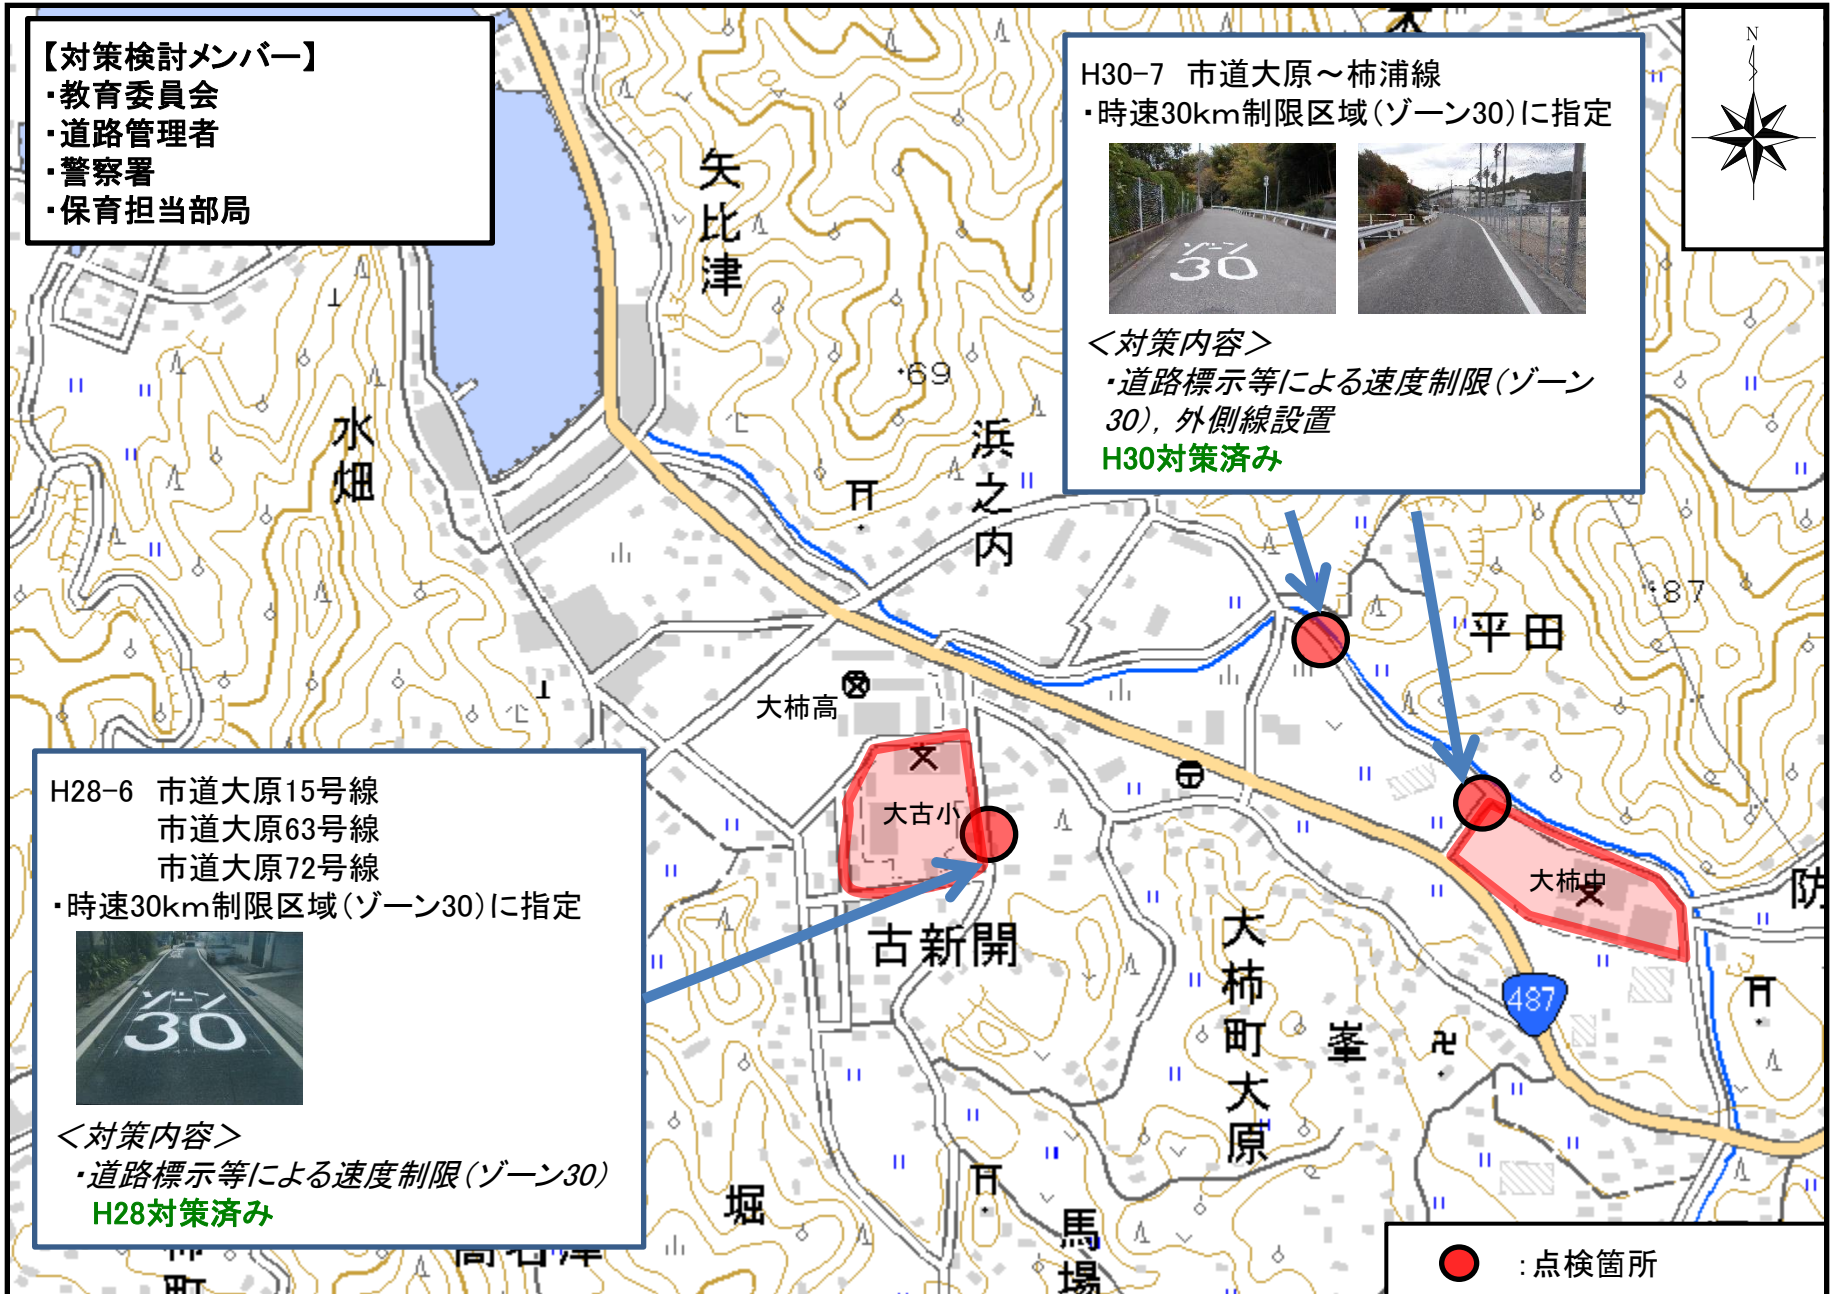 【対策検討メンバー】
・教育委員会
・道路管理者
・警察署
・保育担当部局
H30-7 市道大原～柿浦線
・時速30km制限区域(ゾーン30)に指定
ゾーン
30
＜対策内容＞
・道路標示等による速度制限(ゾーン
30), 外側線設置
H30対策済み
N
矢比津
・69
水畑
浜之内
・87
平田
大柿高
大古小
大柿中
防
古新開
大柿町大原
峯
487
H28-6 市道大原15号線
市道大原63号線
市道大原72号線
・時速30km制限区域(ゾーン30)に指定
ゾーン
30
＜対策内容＞
・道路標示等による速度制限(ゾーン30)
H28対策済み
堀
馬場
町
:点検箇所